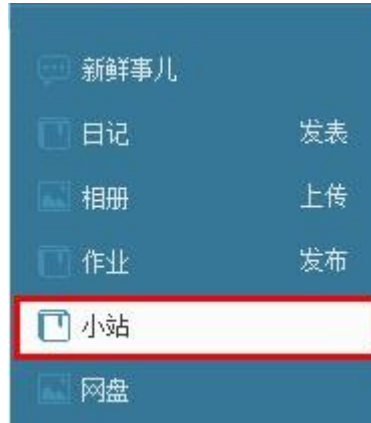 新鲜事儿
日记 发表
相册 上传
作业 发布
小站
网盘